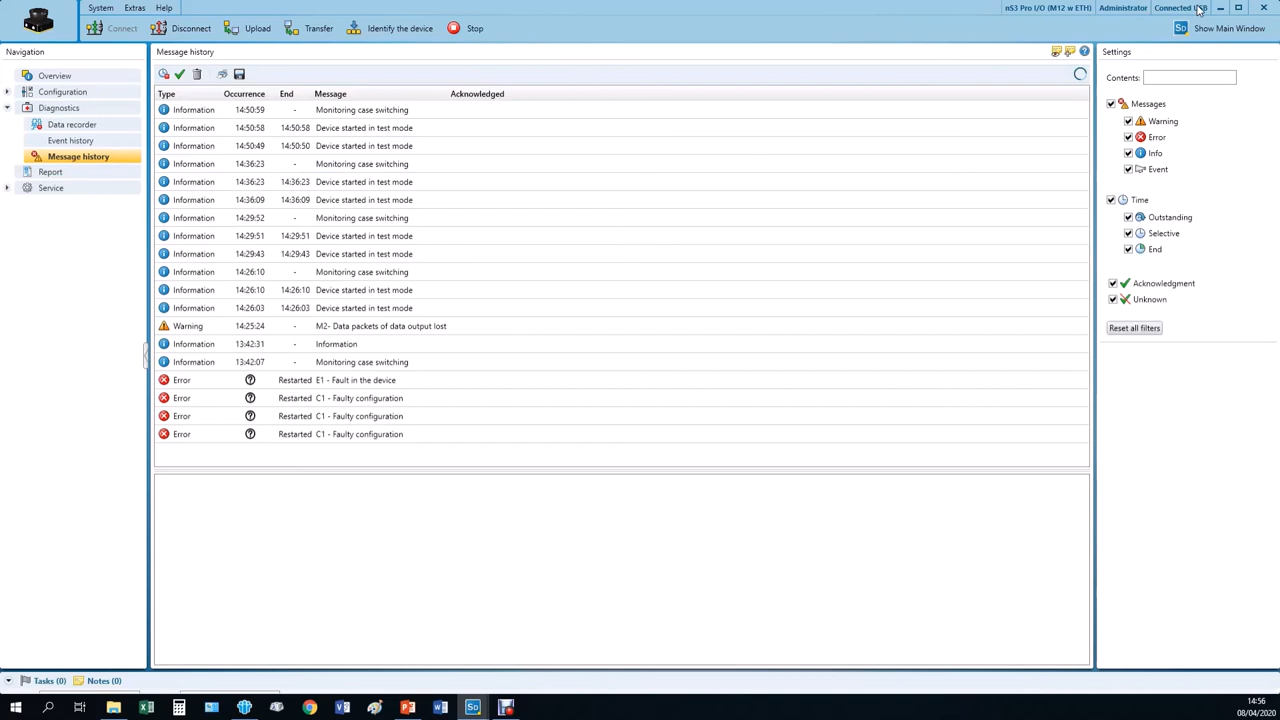 System Extras Help
nS3 Pro I/O (M12 w ETH) Administrator Connected USB
Connect Disconnect Upload Transfer Identify the device Stop
Show Main Window
Navigation
Overview
Configuration
Diagnostics
Data recorder
Event history
Message history
Report
Service
Message history
Type Occurrence End Message Acknowledged
Information 14:50:59 - Monitoring case switching
Information 14:50:58 14:50:58 Device started in test mode
Information 14:50:49 14:50:50 Device started in test mode
Information 14:36:23 - Monitoring case switching
Information 14:36:23 14:36:23 Device started in test mode
Information 14:36:09 14:36:09 Device started in test mode
Information 14:29:52 - Monitoring case switching
Information 14:29:51 14:29:51 Device started in test mode
Information 14:29:43 14:29:43 Device started in test mode
Information 14:26:10 - Monitoring case switching
Information 14:26:10 14:26:10 Device started in test mode
Information 14:26:03 14:26:03 Device started in test mode
Warning 14:25:24 - M2- Data packets of data output lost
Information 13:42:31 - Information
Information 13:42:07 - Monitoring case switching
Error Restarted E1 - Fault in the device
Error Restarted C1 - Faulty configuration
Error Restarted C1 - Faulty configuration
Error Restarted C1 - Faulty configuration
Settings
Contents:
Messages
Warning
Error
Info
Event
Time
Outstanding
Selective
End
Acknowledgment
Unknown
Reset all filters
Tasks (0) Notes (0)
14:56
08/04/2020